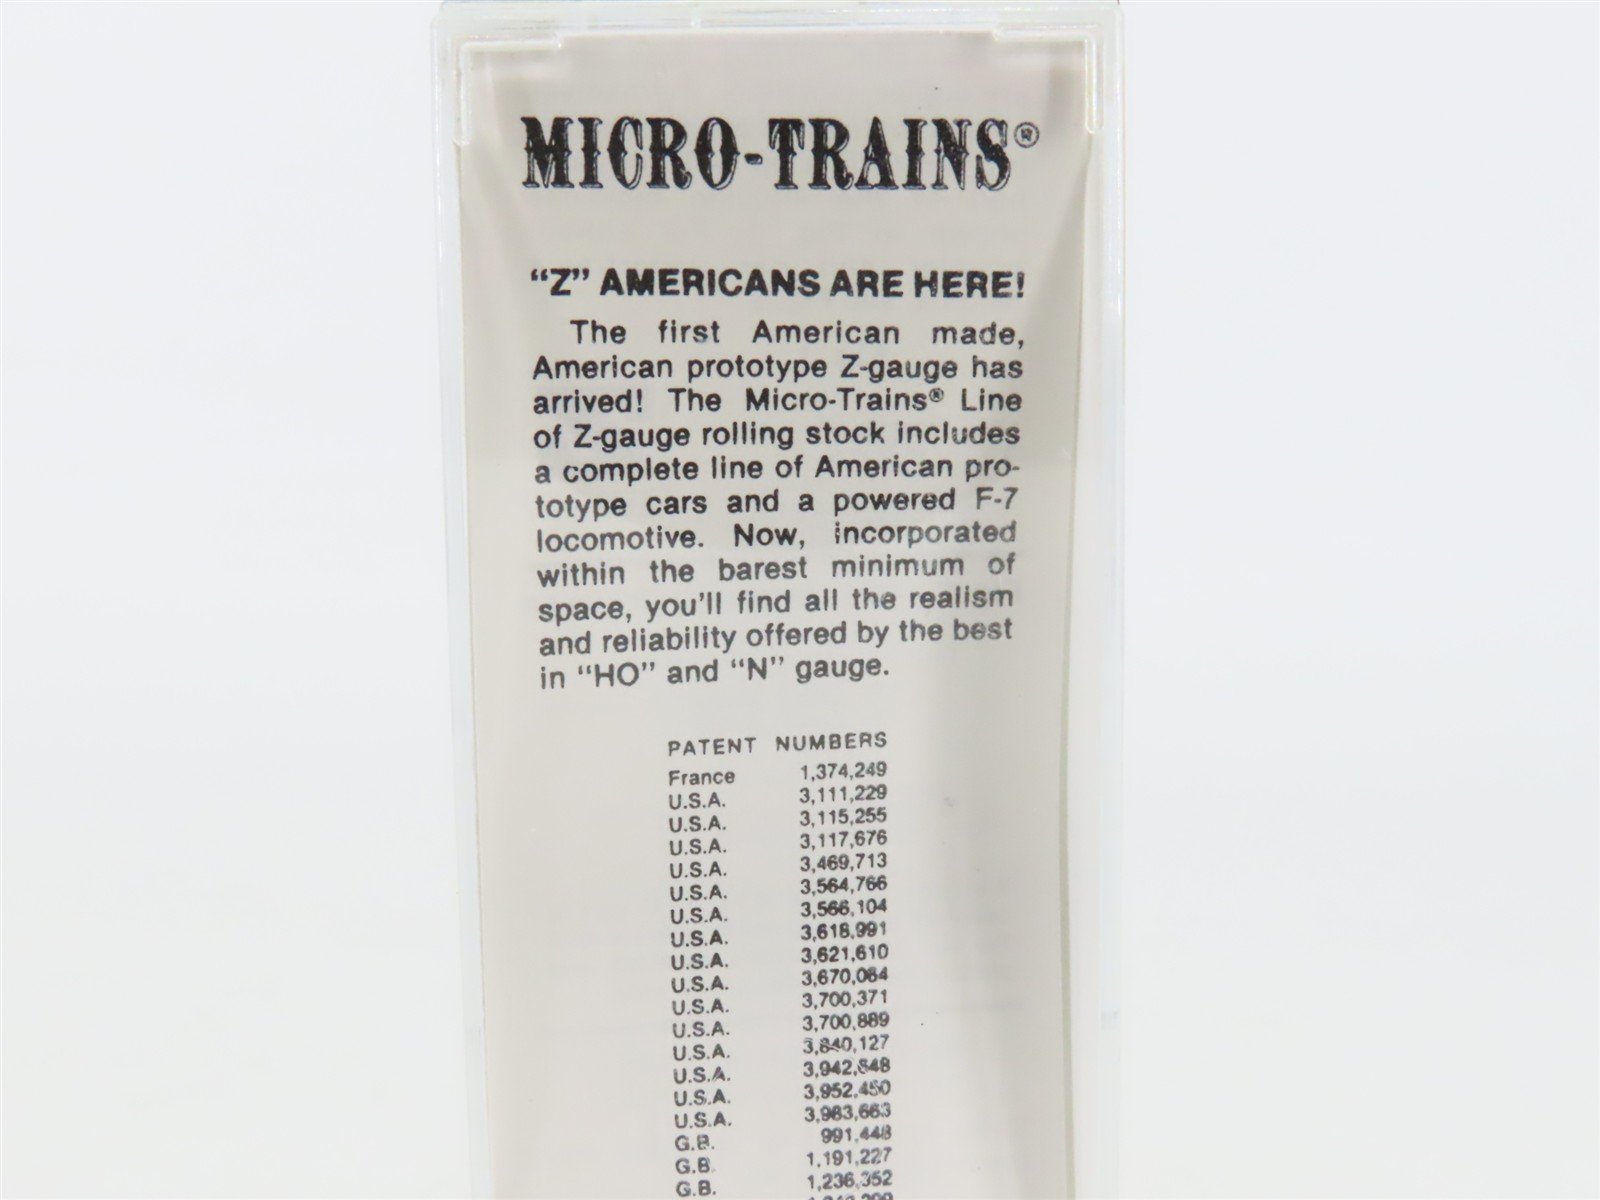 MICRO-TRAINS®
“Z” AMERICANS ARE HERE!
The first American made,
American prototype Z-gauge has
arrived! The Micro-Trains® Line
of Z-gauge rolling stock includes
a complete line of American pro-
totype cars and a powered F-7
locomotive. Now, incorporated
within the barest minimum of
space, you'll find all the realism
and reliability offered by the best
in “HO” and “N” gauge.
PATENT NUMBERS
France 1,374,249
U.S.A. 3,111,229
U.S.A. 3,115,255
U.S.A. 3,117,676
U.S.A. 3,469,713
U.S.A. 3,564,766
U.S.A. 3,566,104
U.S.A. 3,618,991
U.S.A. 3,621,610
U.S.A. 3,670,084
U.S.A. 3,700,371
U.S.A. 3,700,889
U.S.A. 3,840,127
U.S.A. 3,942,848
U.S.A. 3,952,450
U.S.A. 3,983,663
G.B. 991,448
G.B. 1,191,227
G.B. 1,236,352